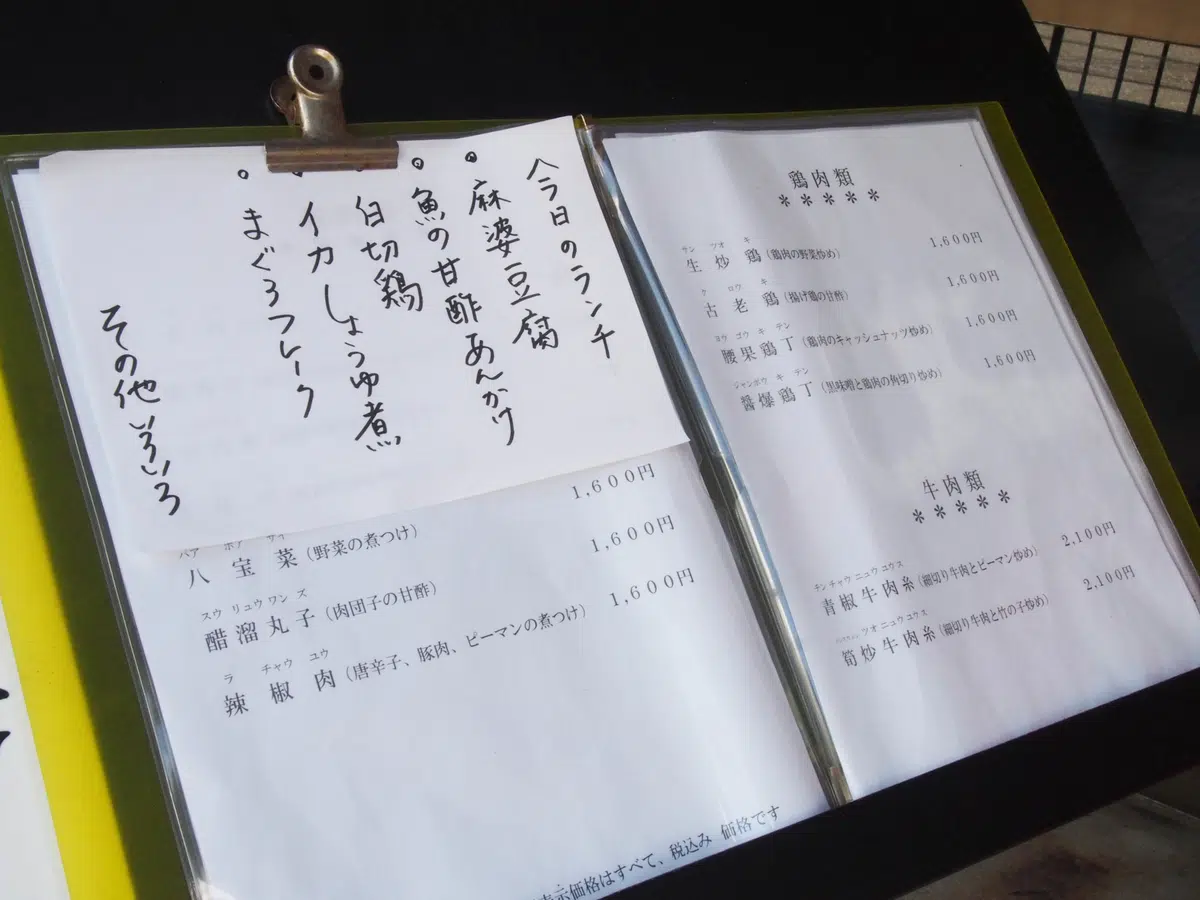 今日のランチ
。麻婆豆腐
。魚の甘酢あんかけ
白切鶏
イカしょうゆ煮
。まぐろフレーク
その他いろいろ
1,600円
八宝菜（野菜の煮つけ）
1,600円
スウ リュウ ワン ズ
醋溜丸子（肉団子の甘酢）
1,600円
ラ チャウ ユウ
辣椒肉（唐辛子、豚肉、ピーマンの煮つけ）
表示価格はすべて、税込み 価格です
鶏肉類
＊＊＊＊＊
サン ツオ キ
生炒鶏（鶏肉の野菜炒め） 1,600円
ク ロウ キ
古老鶏（揚げ鶏の甘酢） 1,600円
ヨウ ゴウ キ テン
腰果鶏丁（鶏肉のキャッシュナッツ炒め） 1,600円
ジャンボウ キ テン
醤爆鶏丁（黒味噌と鶏肉の角切り炒め） 1,600円
牛肉類
＊＊＊＊＊
チン チャウ ニュウ ユウス
青椒牛肉糸（細切り牛肉とピーマン炒め） 2,100円
ツオ ニュウ ユウス
筍炒牛肉糸（細切り牛肉と竹の子炒め） 2,100円